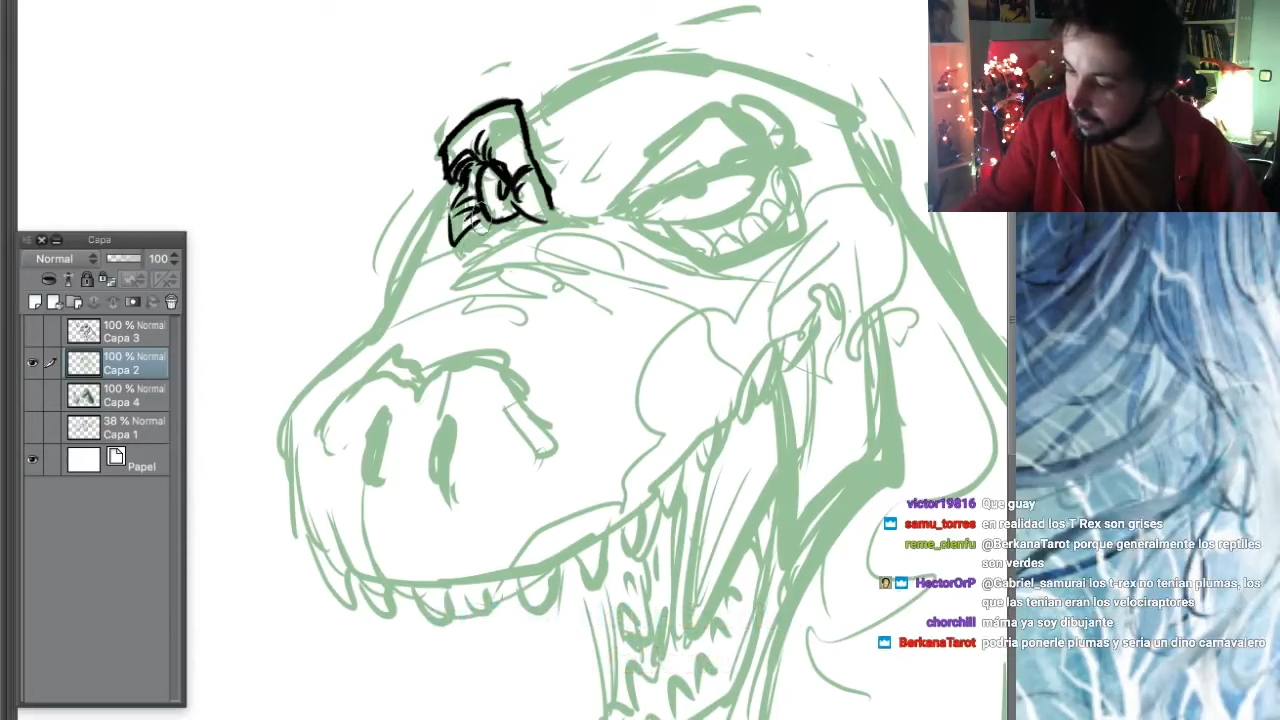 Capa
Normal 100
100 % Normal
Capa 3
100 % Normal
Capa 2
100 % Normal
Capa 4
38 % Normal
Capa 1
Papel
victor19816 Que guay
samu_torres en realidad los T Rex son grises
reme_cienfu @BerkanaTarot porque generalmente los reptiles
son verdes
HectorOrP @Gabriel_samurai los t-rex no tenian plumas, los
que las tenian eran los velociraptores
chorchill máma ya soy dibujante
BerkanaTarot podria ponerle plumas y seria un dino carnavalero